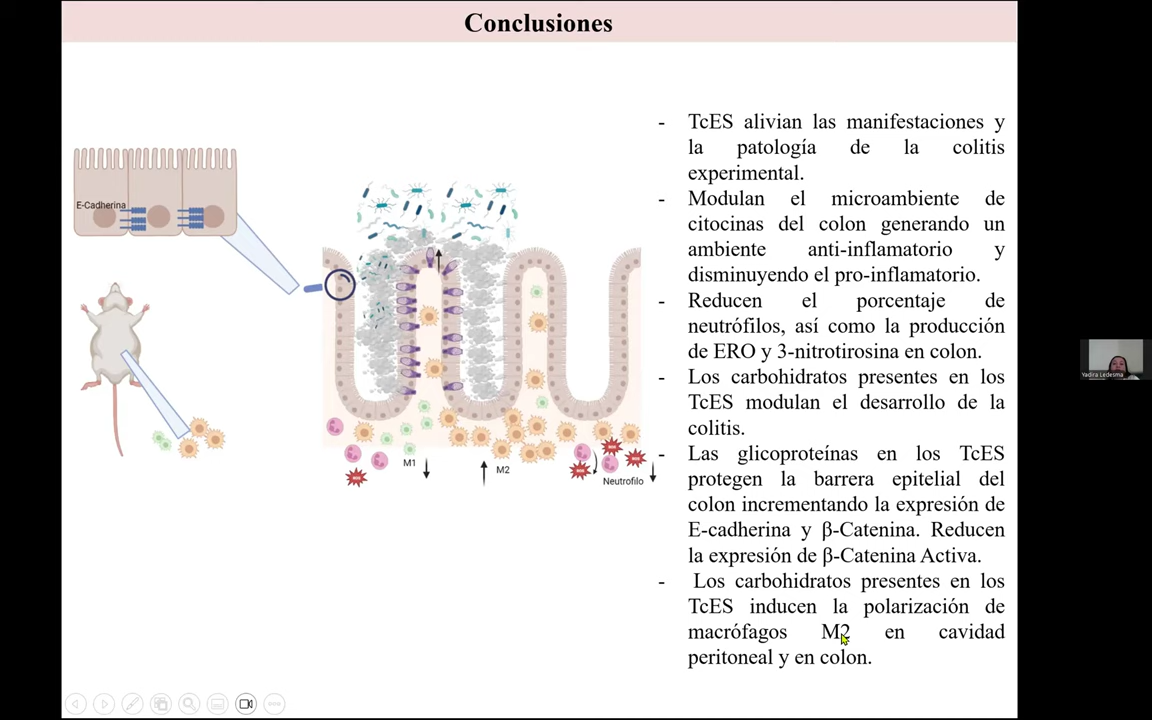 Conclusiones
E-Cadherina
M1
M2
Neutrofilo
- TcES alivian las manifestaciones y
la patología de la colitis
experimental.
- Modulan el microambiente de
citocinas del colon generando un
ambiente anti-inflamatorio y
disminuyendo el pro-inflamatorio.
- Reducen el porcentaje de
neutrófilos, así como la producción
de ERO y 3-nitrotirosina en colon.
- Los carbohidratos presentes en los
TcES modulan el desarrollo de la
colitis.
- Las glicoproteínas en los TcES
protegen la barrera epitelial del
colon incrementando la expresión de
E-cadherina y β-Catenina. Reducen
la expresión de β-Catenina Activa.
- Los carbohidratos presentes en los
TcES inducen la polarización de
macrófagos M2 en cavidad
peritoneal y en colon.
Yadira Ledesma